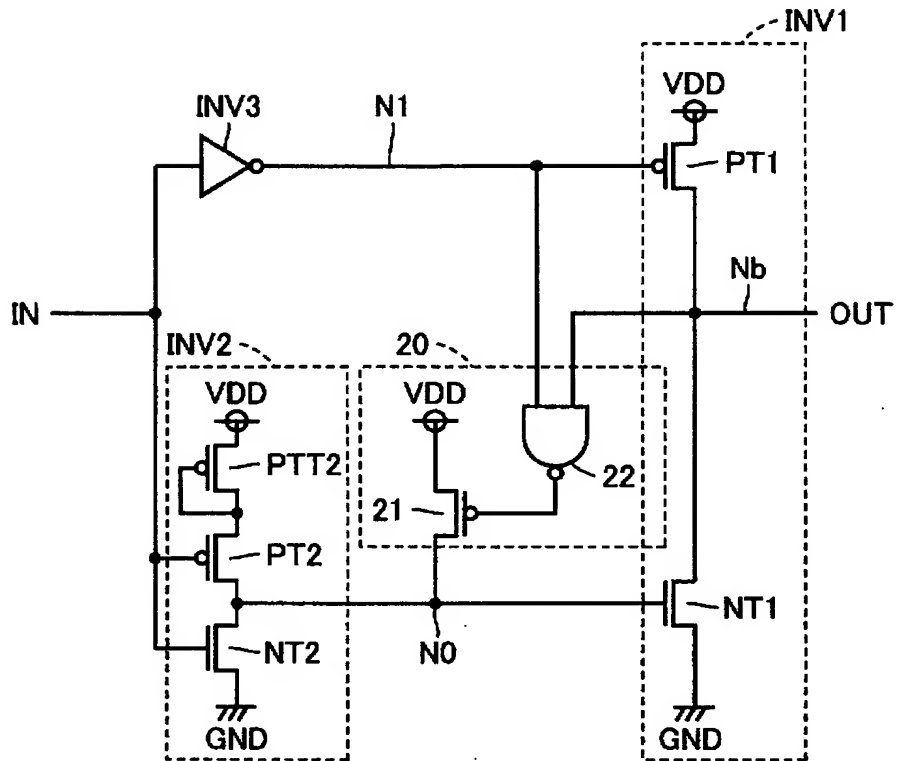 INV1
VDD
INV3
N1
PT1
Nb
IN
OUT
INV2
20
VDD
VDD
PTT2
22
21
PT2
NT1
NT2
N0
GND
GND